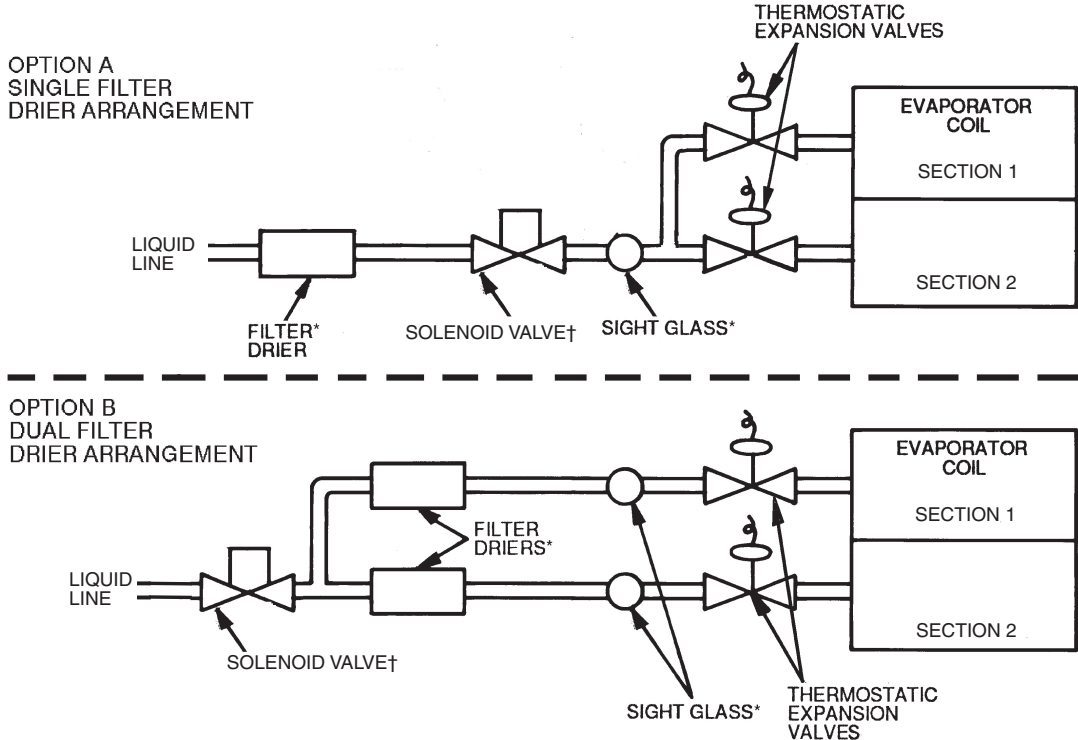 THERMOSTATIC
EXPANSION VALVES
OPTION A
SINGLE FILTER
DRIER ARRANGEMENT
EVAPORATOR
COIL
SECTION 1
LIQUID
LINE
SECTION 2
FILTER*
DRIER
SOLENOID VALVE†
SIGHT GLASS*
OPTION B
DUAL FILTER
DRIER ARRANGEMENT
EVAPORATOR
COIL
SECTION 1
FILTER
DRIERS*
LIQUID
LINE
SECTION 2
SOLENOID VALVE†
SIGHT GLASS*
THERMOSTATIC
EXPANSION
VALVES